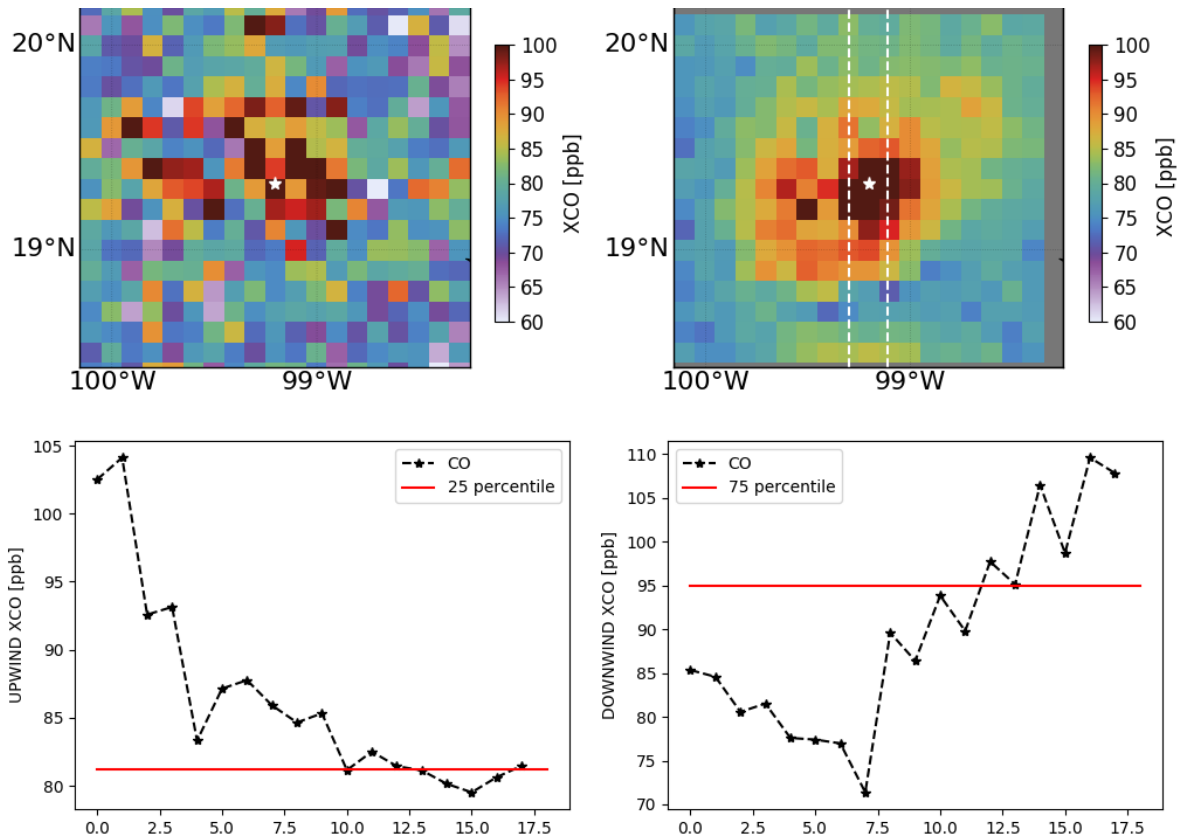 20°N
19°N
100°W
99°W
100
95
90
85
80
75
70
65
60
XCO [ppb]
20°N
19°N
100°W
99°W
100
95
90
85
80
75
70
65
60
XCO [ppb]
105
100
95
90
85
80
UPWIND XCO [ppb]
CO
25 percentile
0.0 2.5 5.0 7.5 10.0 12.5 15.0 17.5
110
105
100
95
90
85
80
75
70
DOWNWIND XCO [ppb]
CO
75 percentile
0.0 2.5 5.0 7.5 10.0 12.5 15.0 17.5